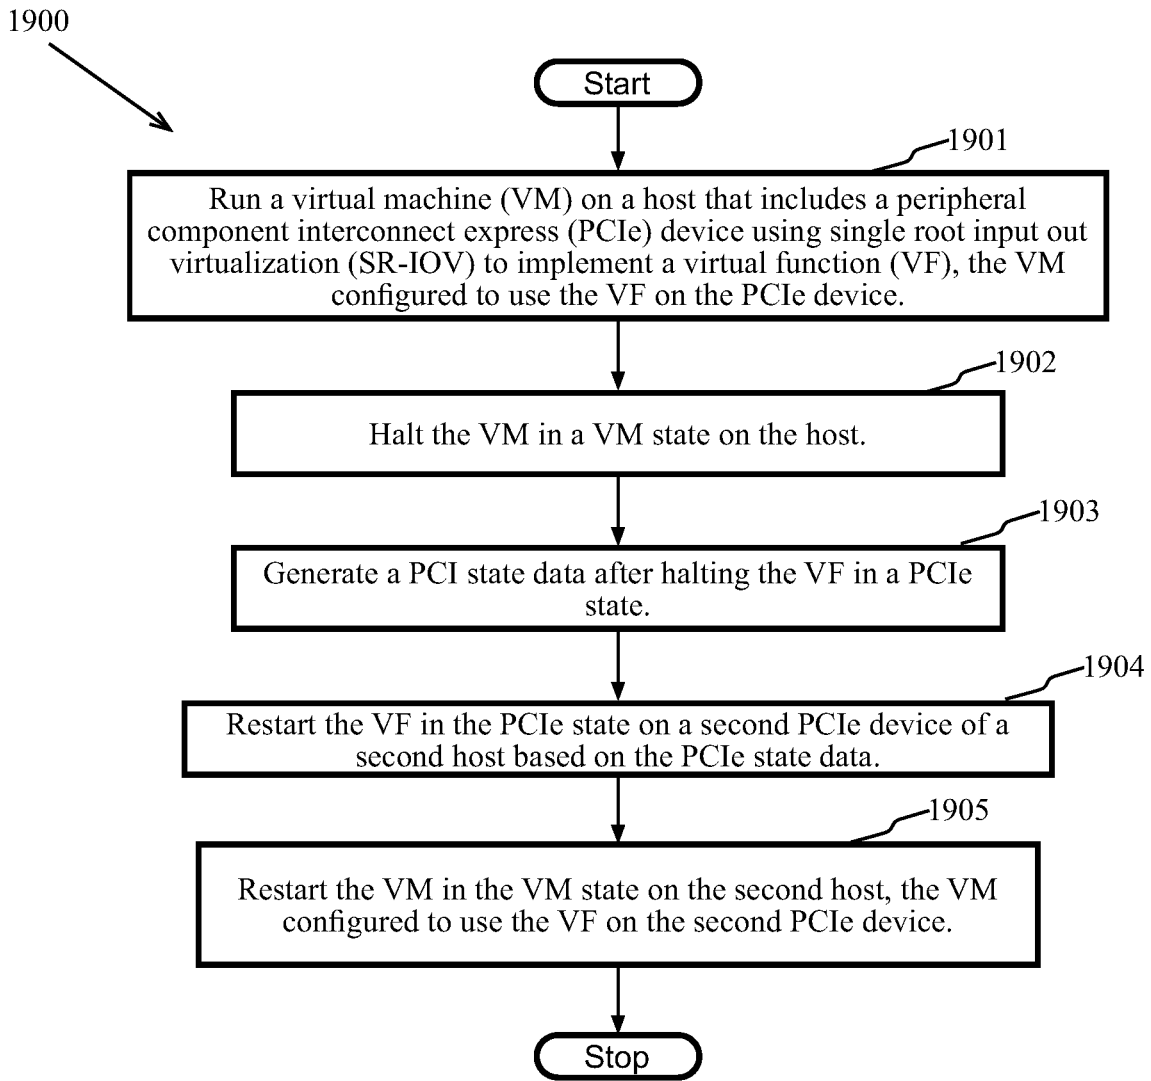 1900
Start
1901
Run a virtual machine (VM) on a host that includes a peripheral
component interconnect express (PCIe) device using single root input out
virtualization (SR-IOV) to implement a virtual function (VF), the VM
configured to use the VF on the PCIe device.
1902
Halt the VM in a VM state on the host.
1903
Generate a PCI state data after halting the VF in a PCIe
state.
1904
Restart the VF in the PCIe state on a second PCIe device of a
second host based on the PCIe state data.
1905
Restart the VM in the VM state on the second host, the VM
configured to use the VF on the second PCIe device.
Stop